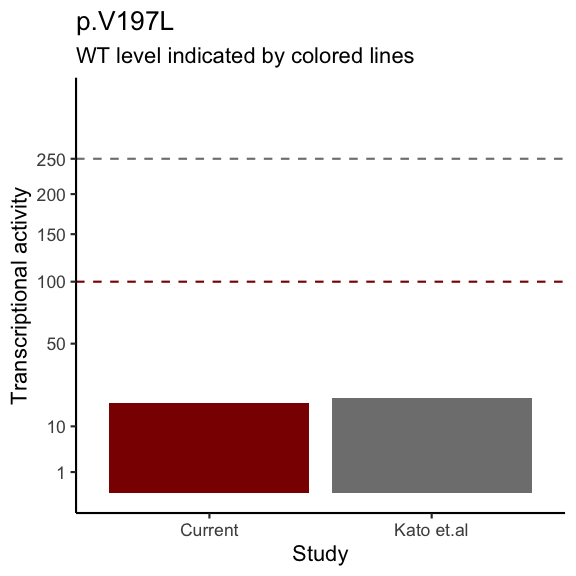 p.V197L
WT level indicated by colored lines
Transcriptional activity
250
200
150
100
50
10
1
Current
Kato et.al
Study